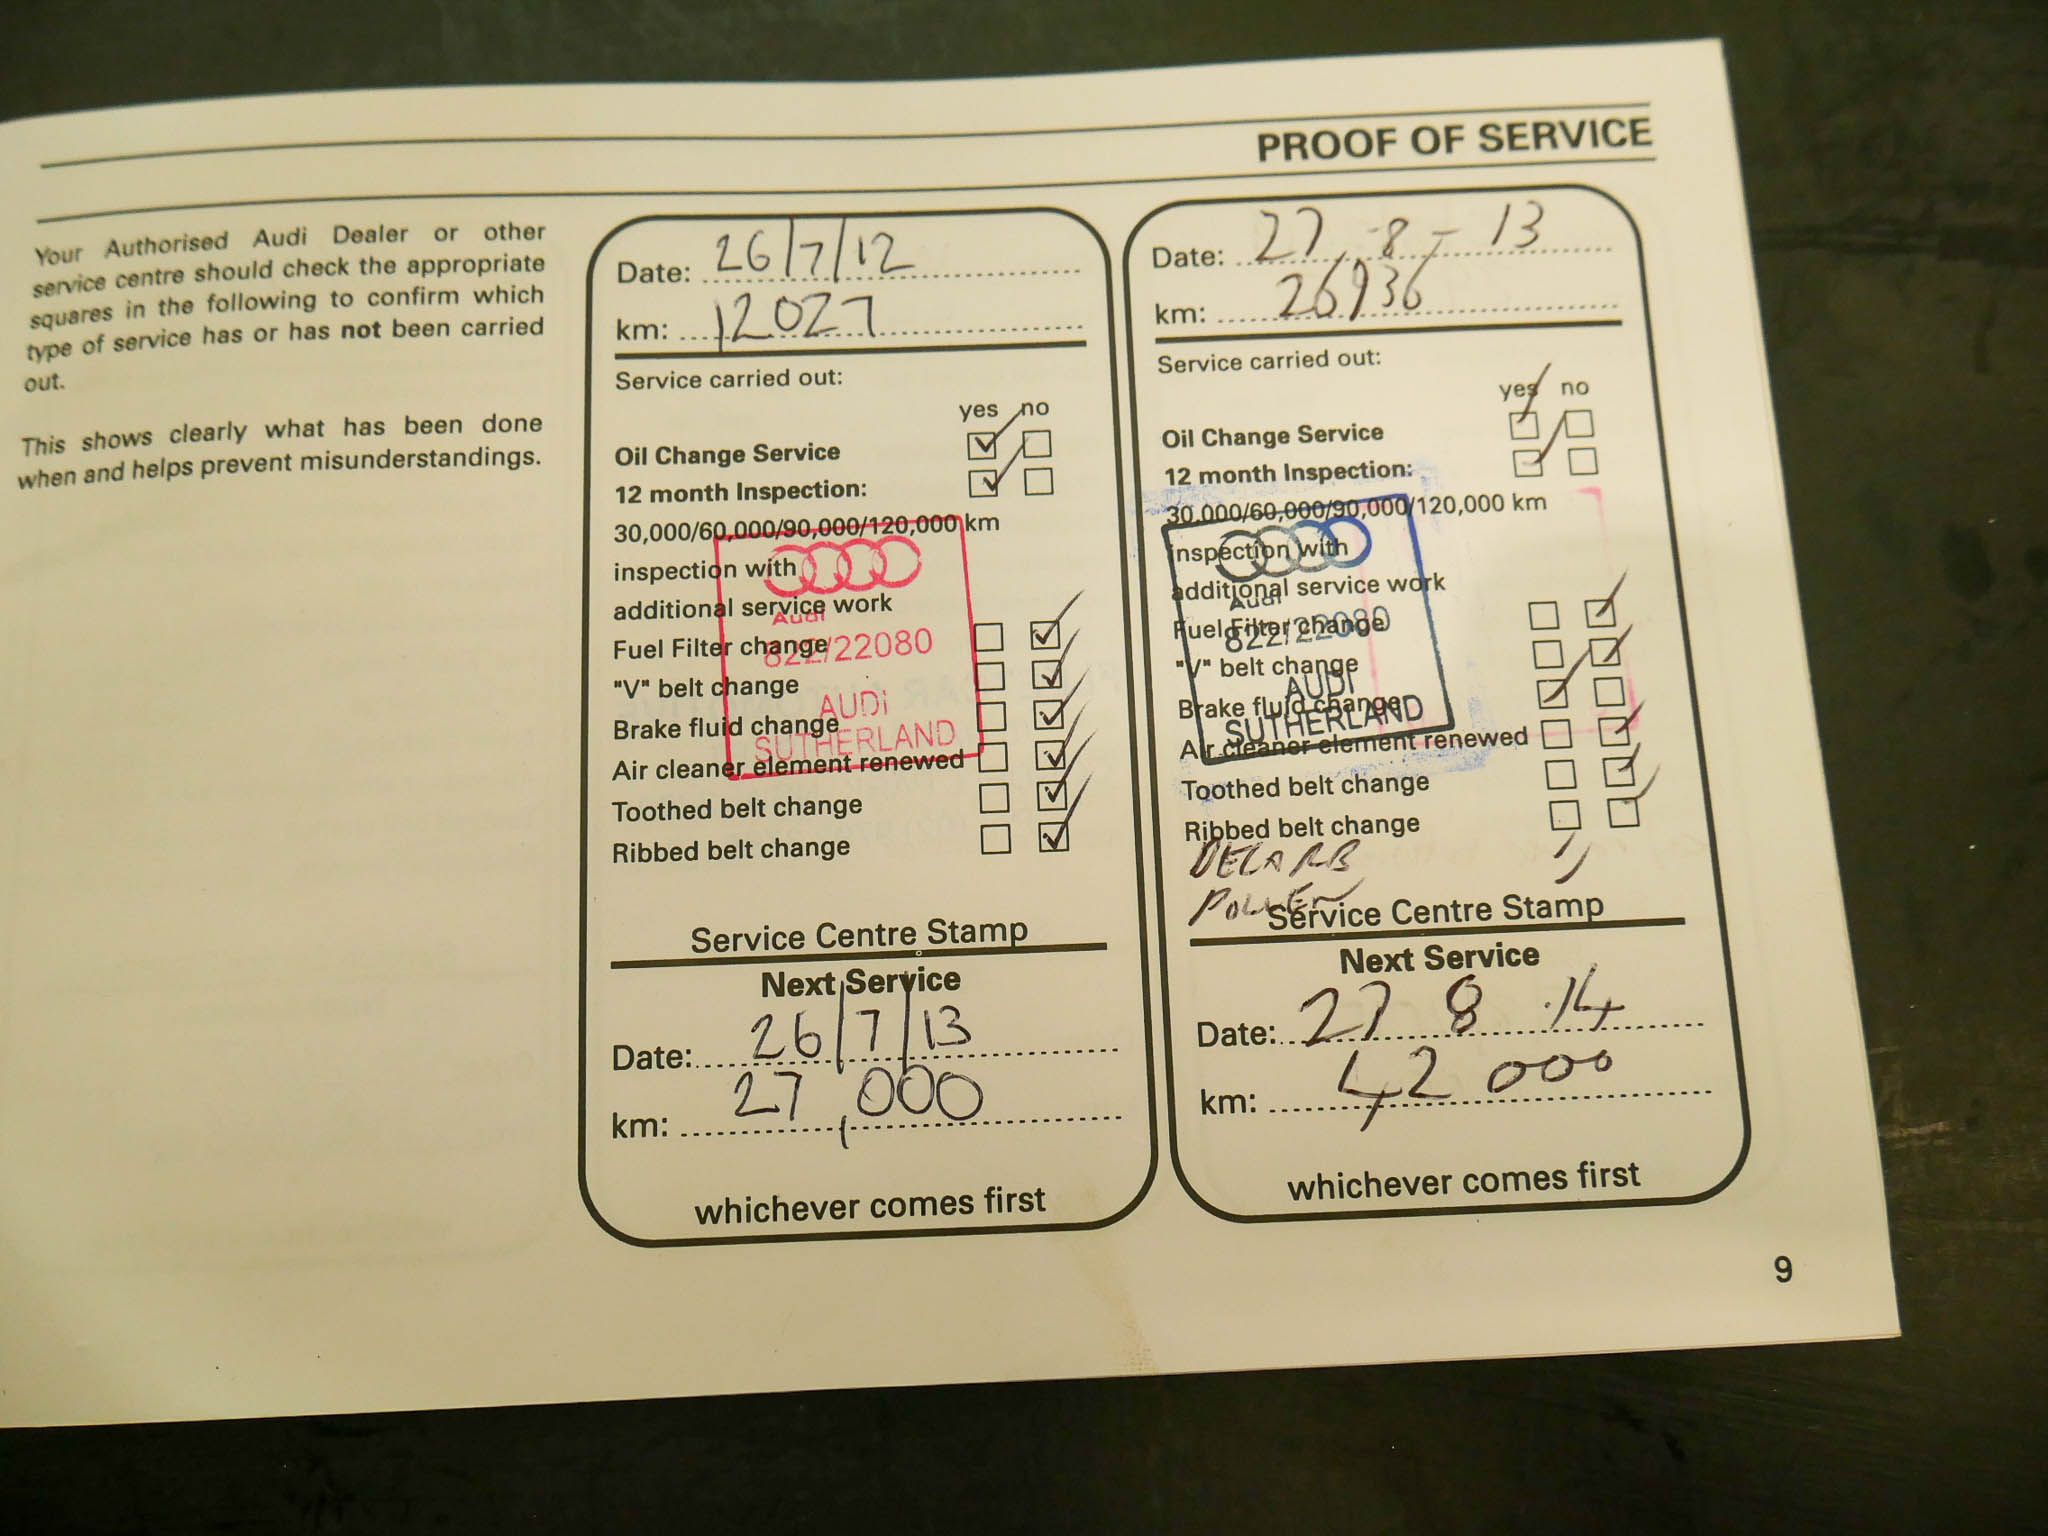 PROOF OF SERVICE
Your Authorised Audi Dealer or other
service centre should check the appropriate
squares in the following to confirm which
type of service has or has not been carried
out.
This shows clearly what has been done
when and helps prevent misunderstandings.
Date: 26/7/12
km: 12027
Service carried out:
yes no
Oil Change Service
12 month Inspection:
30,000/60,000/90,000/120,000 km
inspection with
additional service work
Fuel Filter change
"V" belt change
Brake fluid change
Air cleaner element renewed
Toothed belt change
Ribbed belt change
Audi
822/22080
AUDI
SUTHERLAND
Service Centre Stamp
Next Service
Date: 26/7/13
km: 27,000
whichever comes first
Date: 27-8-13
km: 26936
Service carried out:
yes no
Oil Change Service
12 month Inspection:
30,000/60,000/90,000/120,000 km
inspection with
additional service work
Fuel Filter change
"V" belt change
Brake fluid change
Air cleaner element renewed
Toothed belt change
Ribbed belt change
Audi
822/22080
AUDI
SUTHERLAND
DECARB
POLLEN
Service Centre Stamp
Next Service
Date: 27 8 .14
km: 42 000
whichever comes first
9